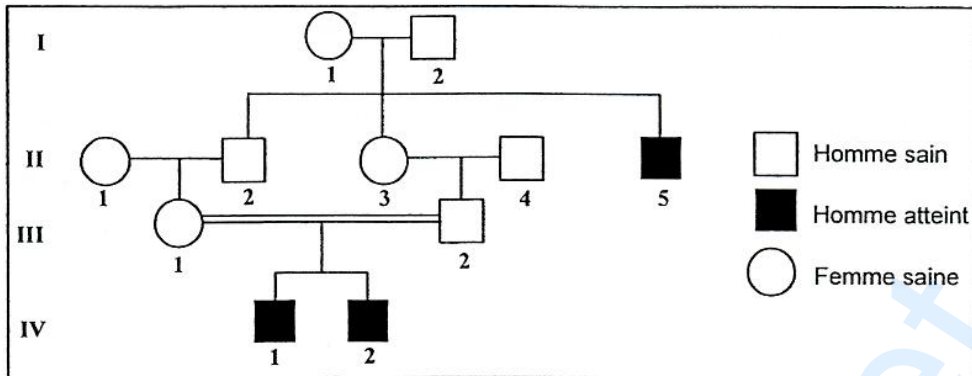 I
1 2
II
1 2 3 4 5
III
1 2
IV
1 2
Homme sain
Homme atteint
Femme saine